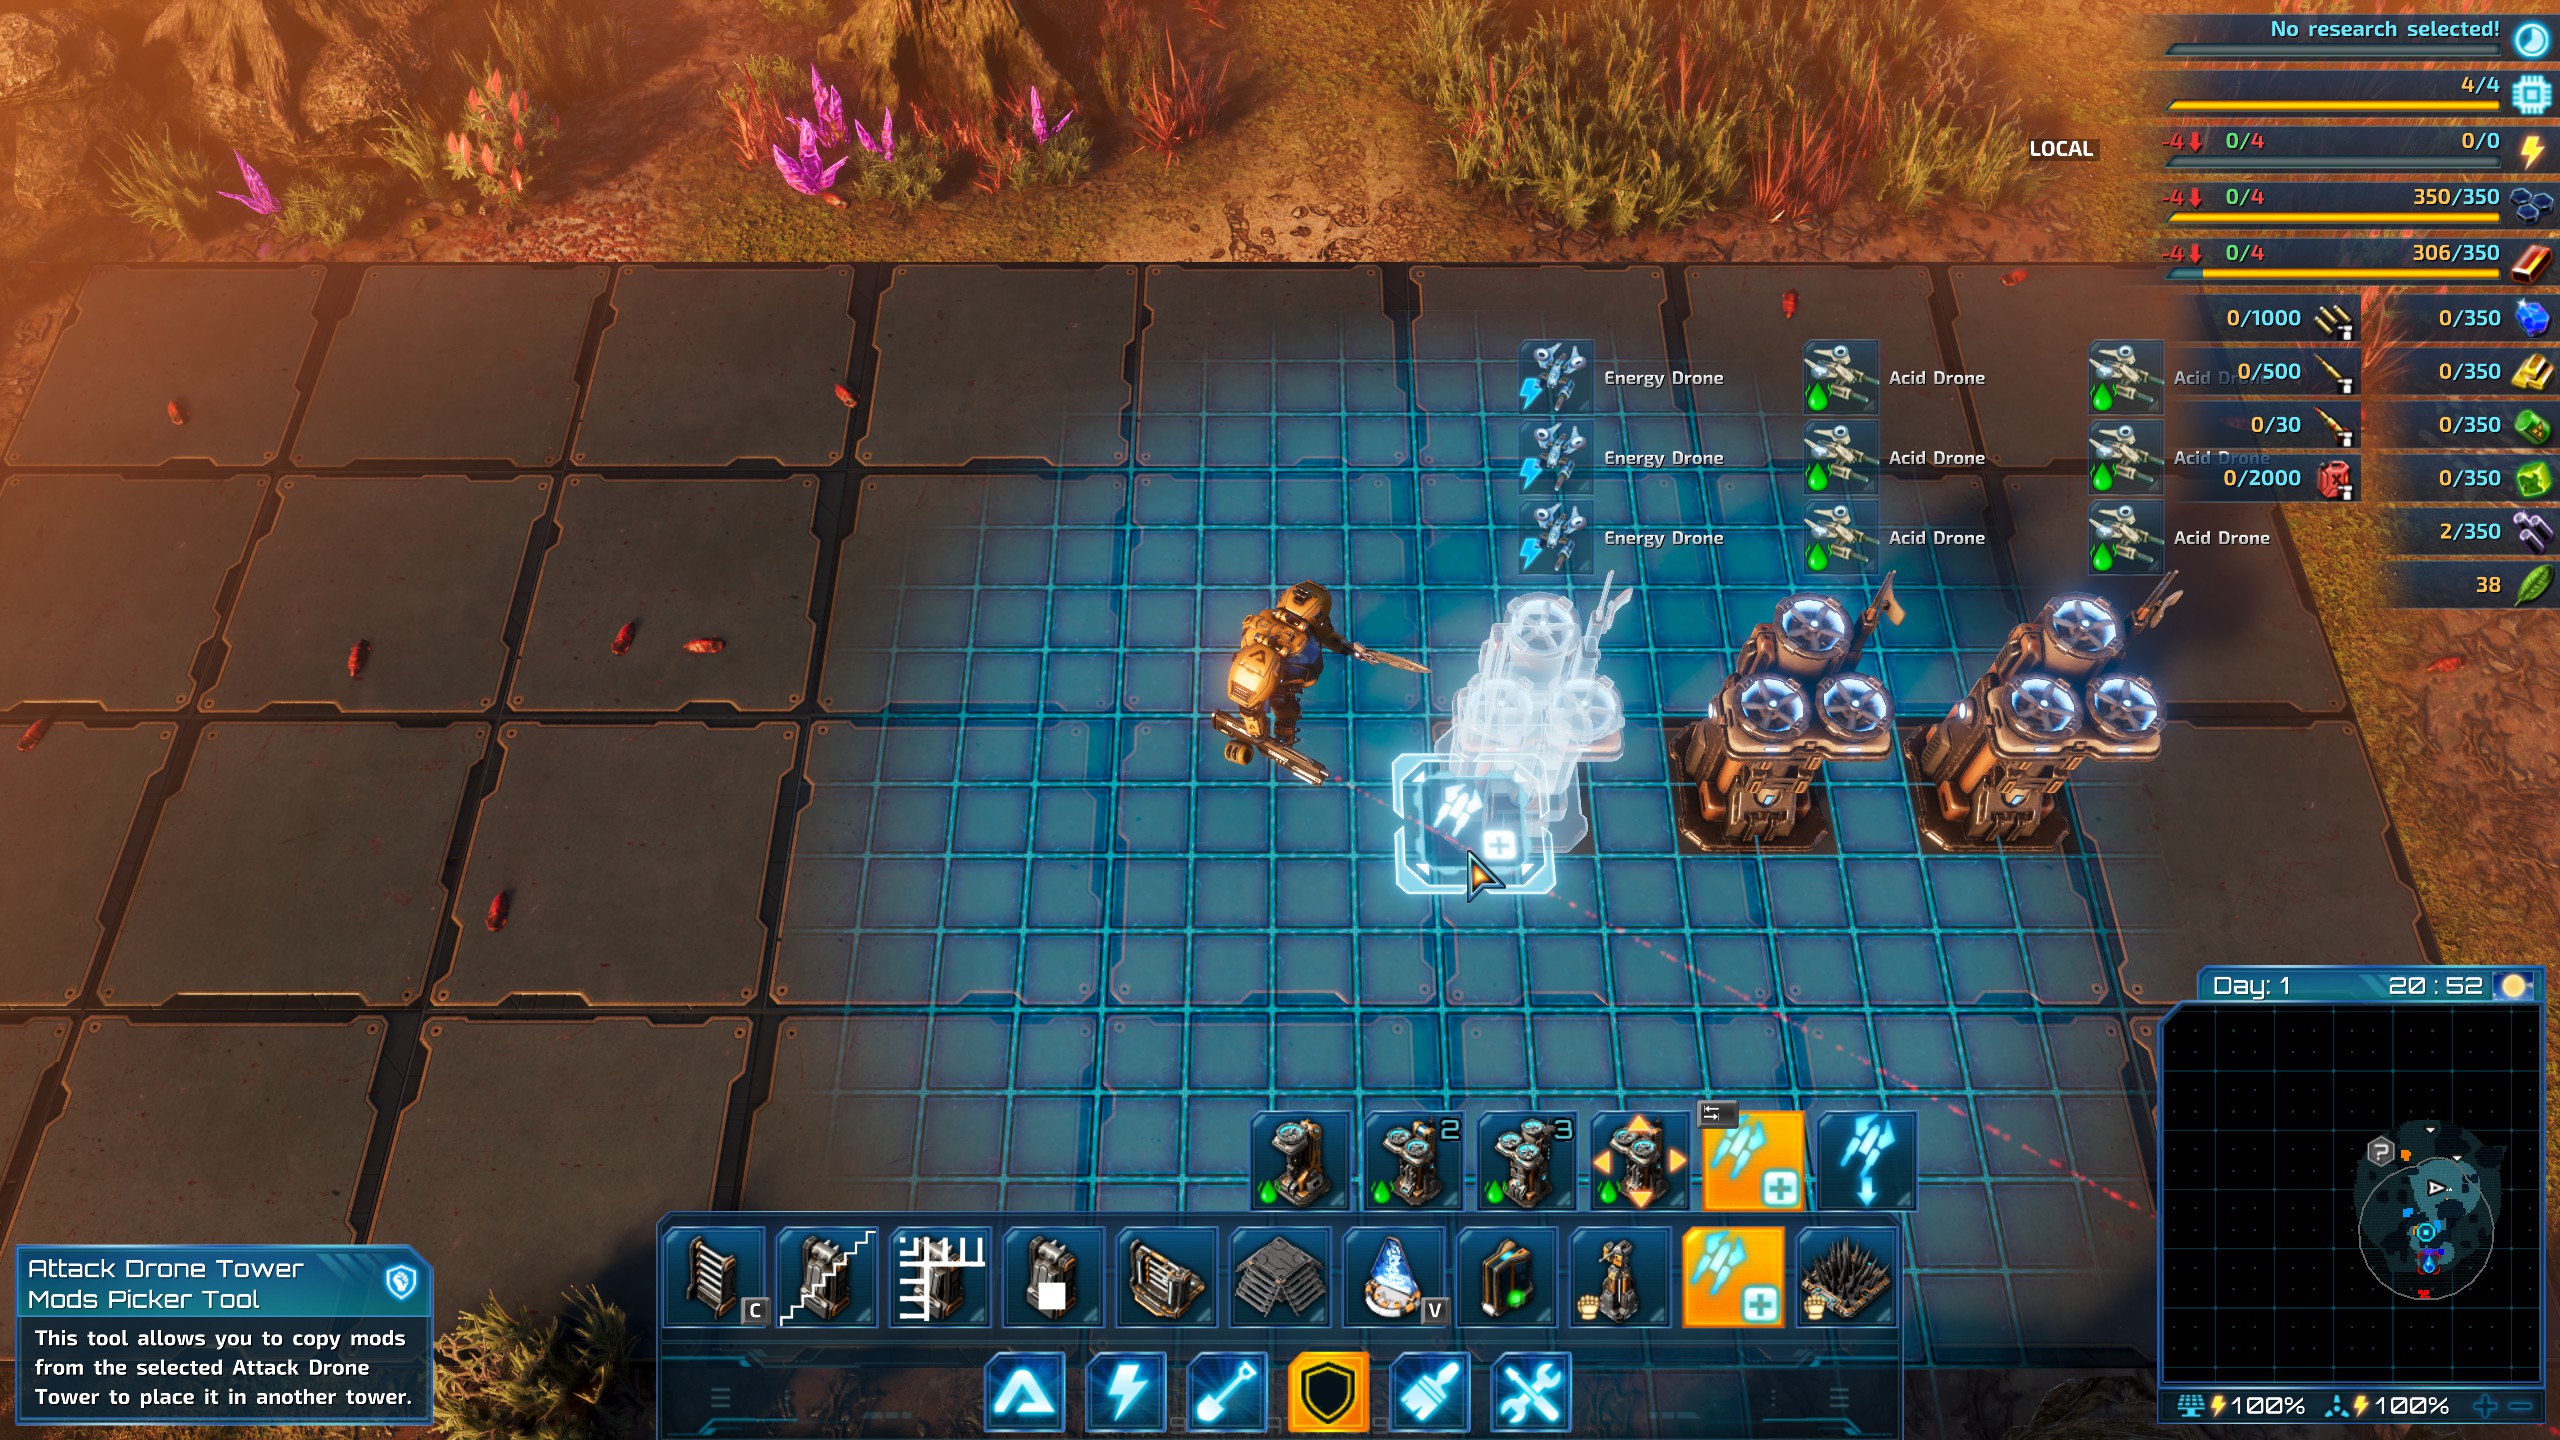 No research selected!
4/4
LOCAL
-4 0/4 0/0
-4 0/4 350/350
-4 0/4 306/350
0/1000 0/350
0/500 0/350
0/30 0/350
0/2000 0/350
2/350
38
Energy Drone Acid Drone Acid Drone
Energy Drone Acid Drone Acid Drone
Energy Drone Acid Drone Acid Drone
Day: 1 20:52
?
2 3
C V
Attack Drone Tower
Mods Picker Tool
This tool allows you to copy mods
from the selected Attack Drone
Tower to place it in another tower.
100% 100%